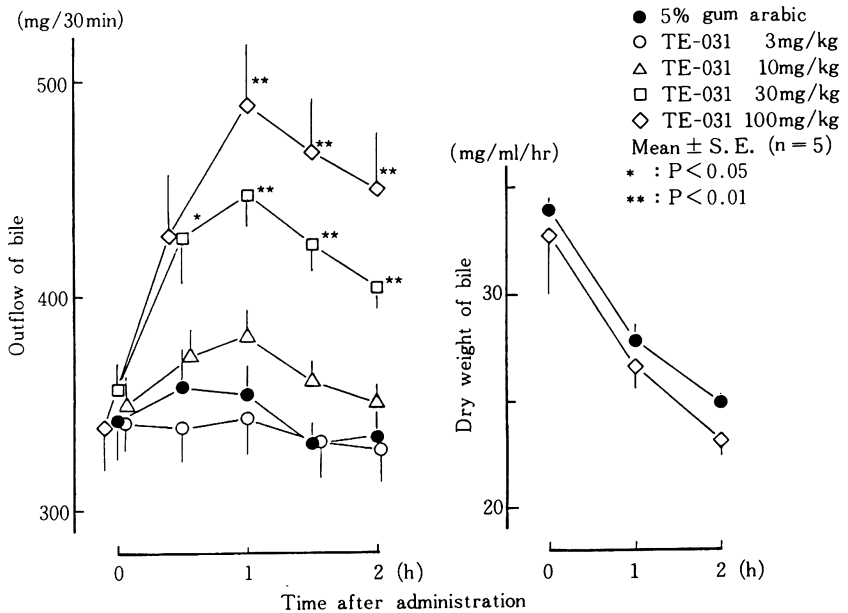 (mg/30min)
500
400
300
Outflow of bile
**
**
**
*
**
**
**
0 1 2 (h)
Time after administration
● 5% gum arabic
○ TE-031 3mg/kg
△ TE-031 10mg/kg
□ TE-031 30mg/kg
◇ TE-031 100mg/kg
Mean ± S.E. (n=5)
* : P<0.05
** : P<0.01
(mg/ml/hr)
30
20
Dry weight of bile
0 1 2 (h)